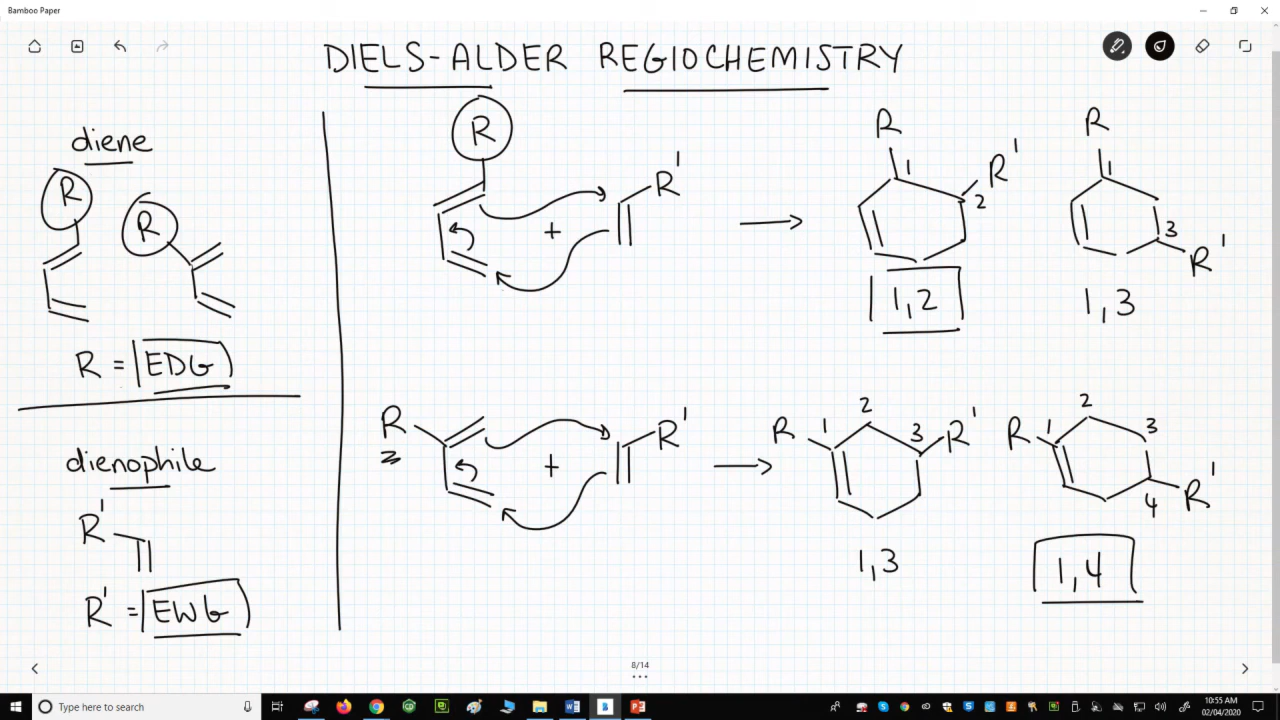 Bamboo Paper
DIELS-ALDER REGIOCHEMISTRY
diene
R
R
R = EDG
dienophile
R'
R' = EWG
R
+
R'
R
1
R'
2
1,2
R
1
3
R'
1,3
R
+
R'
R
1
2
3
R'
1,3
R
1
2
3
4
R'
1,4
8/14
Type here to search
10:55 AM
02/04/2020